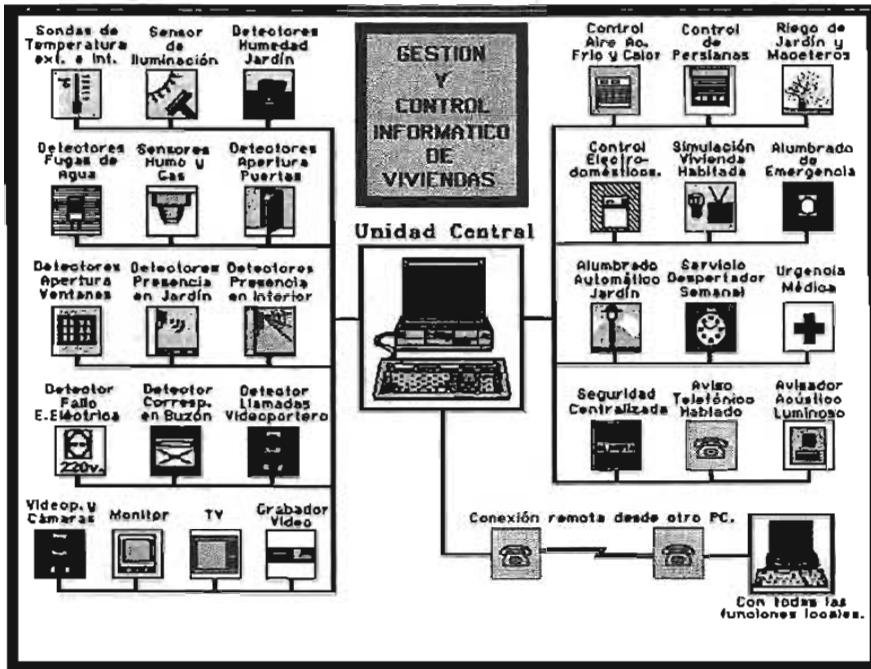 Sondas de
Temperatura
ext. e Int.
Sensor
de
Iluminación
Detectores
Humedad
Jardín
GESTION
Y
CONTROL
INFORMATICO
DE
VIVIENDAS
Control
Aire Ac.
Frio y Calor
Control
de
Persianas
Riego de
Jardín y
Maceteros
Detectores
Fugas de
Agua
Sensores
Humo y
Gas
Detectores
Apertura
Puertas
Control
Electro-
domésticos.
Simulación
Vivienda
Habitada
Alumbrado
de
Emergencia
Unidad Central
Detectores
Apertura
Ventanas
Detectores
Presencia
en Jardín
Detectores
Presencia
en Interior
Alumbrado
Automático
Jardín
Servicio
Despertador
Semanal
Urgencia
Médica
Detector
Fallo
E.Eléctrica
220v.
Detector
Corresp.
en Buzón
Detector
Llamadas
Videoportero
Seguridad
Centralizada
Aviso
Telefónico
Hablado
Avisador
Acústico
Luminoso
Videop. y
Cámaras
Monitor
TV
Grabador
Video
Conexión remota desde otro PC.
Con todas las
funciones locales.